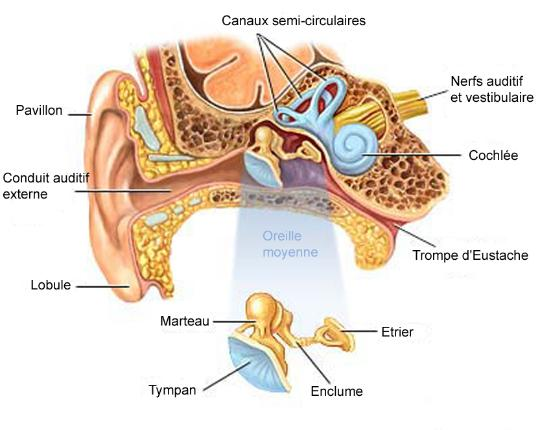 Canaux semi-circulaires
Nerfs auditif
et vestibulaire
Pavillon
Cochlée
Conduit auditif
externe
Oreille
moyenne
Trompe d'Eustache
Lobule
Marteau
Etrier
Tympan
Enclume